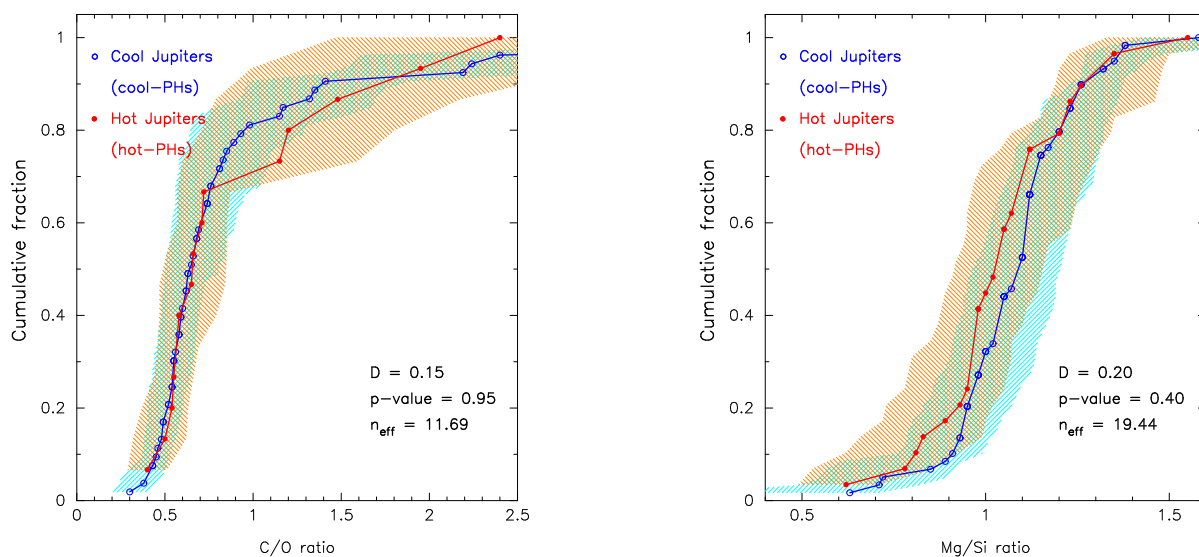 1
0.8
0.6
0.4
0.2
0
Cumulative fraction
Cool Jupiters
(cool-PHs)
Hot Jupiters
(hot-PHs)
D = 0.15
p-value = 0.95
neff = 11.69
0 0.5 1 1.5 2 2.5
C/O ratio
1
0.8
0.6
0.4
0.2
0
Cumulative fraction
Cool Jupiters
(cool-PHs)
Hot Jupiters
(hot-PHs)
D = 0.20
p-value = 0.40
neff = 19.44
0.5 1 1.5
Mg/Si ratio